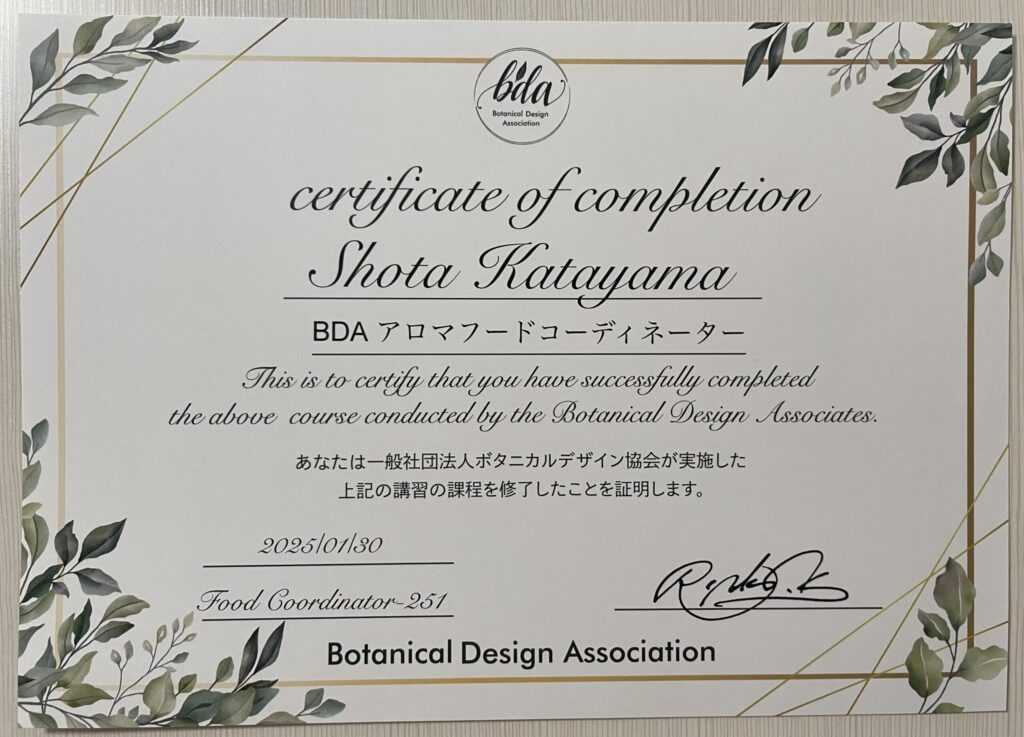 bda
Botanical Design
Association
certificate of completion
Shota Katayama
BDA アロマフードコーディネーター
This is to certify that you have successfully completed
the above course conducted by the Botanical Design Associates.
あなたは一般社団法人ボタニカルデザイン協会が実施した
上記の講習の課程を修了したことを証明します。
2025/01/30
Food Coordinator-251
Botanical Design Association